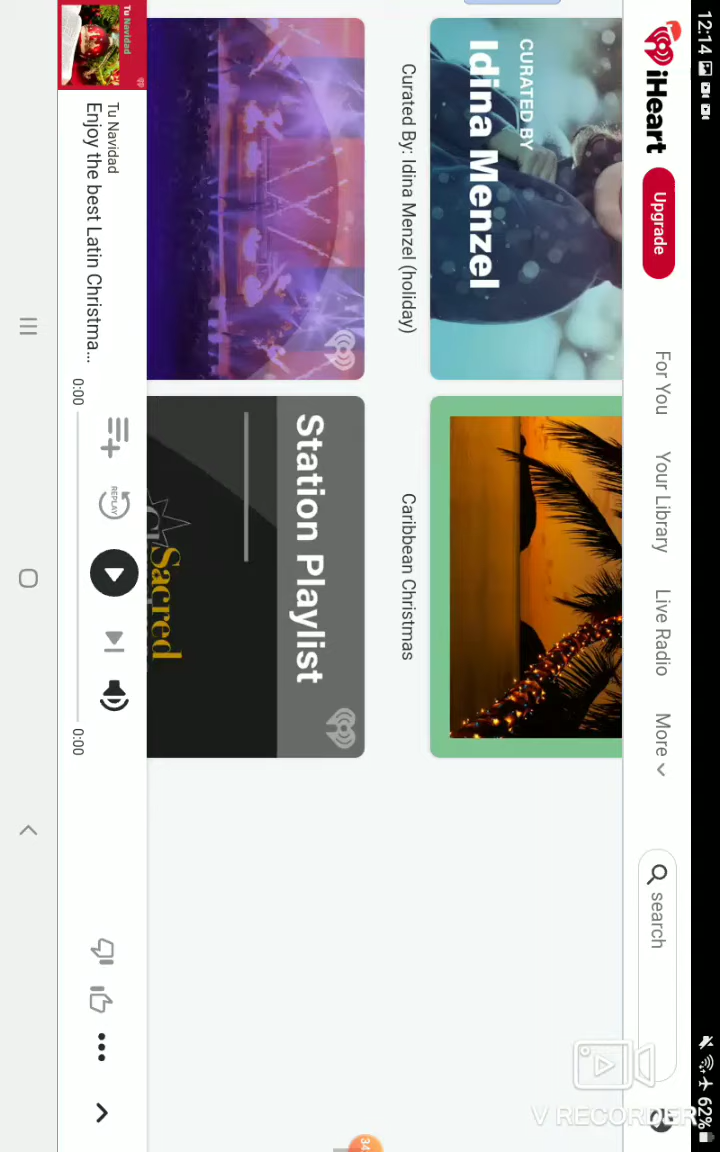 12:14
62%
iHeart
Upgrade
For You
Your Library
Live Radio
More
search
CURATED BY
Idina Menzel
Curated By: Idina Menzel (holiday)
Caribbean Christmas
Station Playlist
Sacred
Tu Navidad
Tu Navidad
Enjoy the best Latin Christma...
REPLAY
0:00
0:00
V RECORDER
34